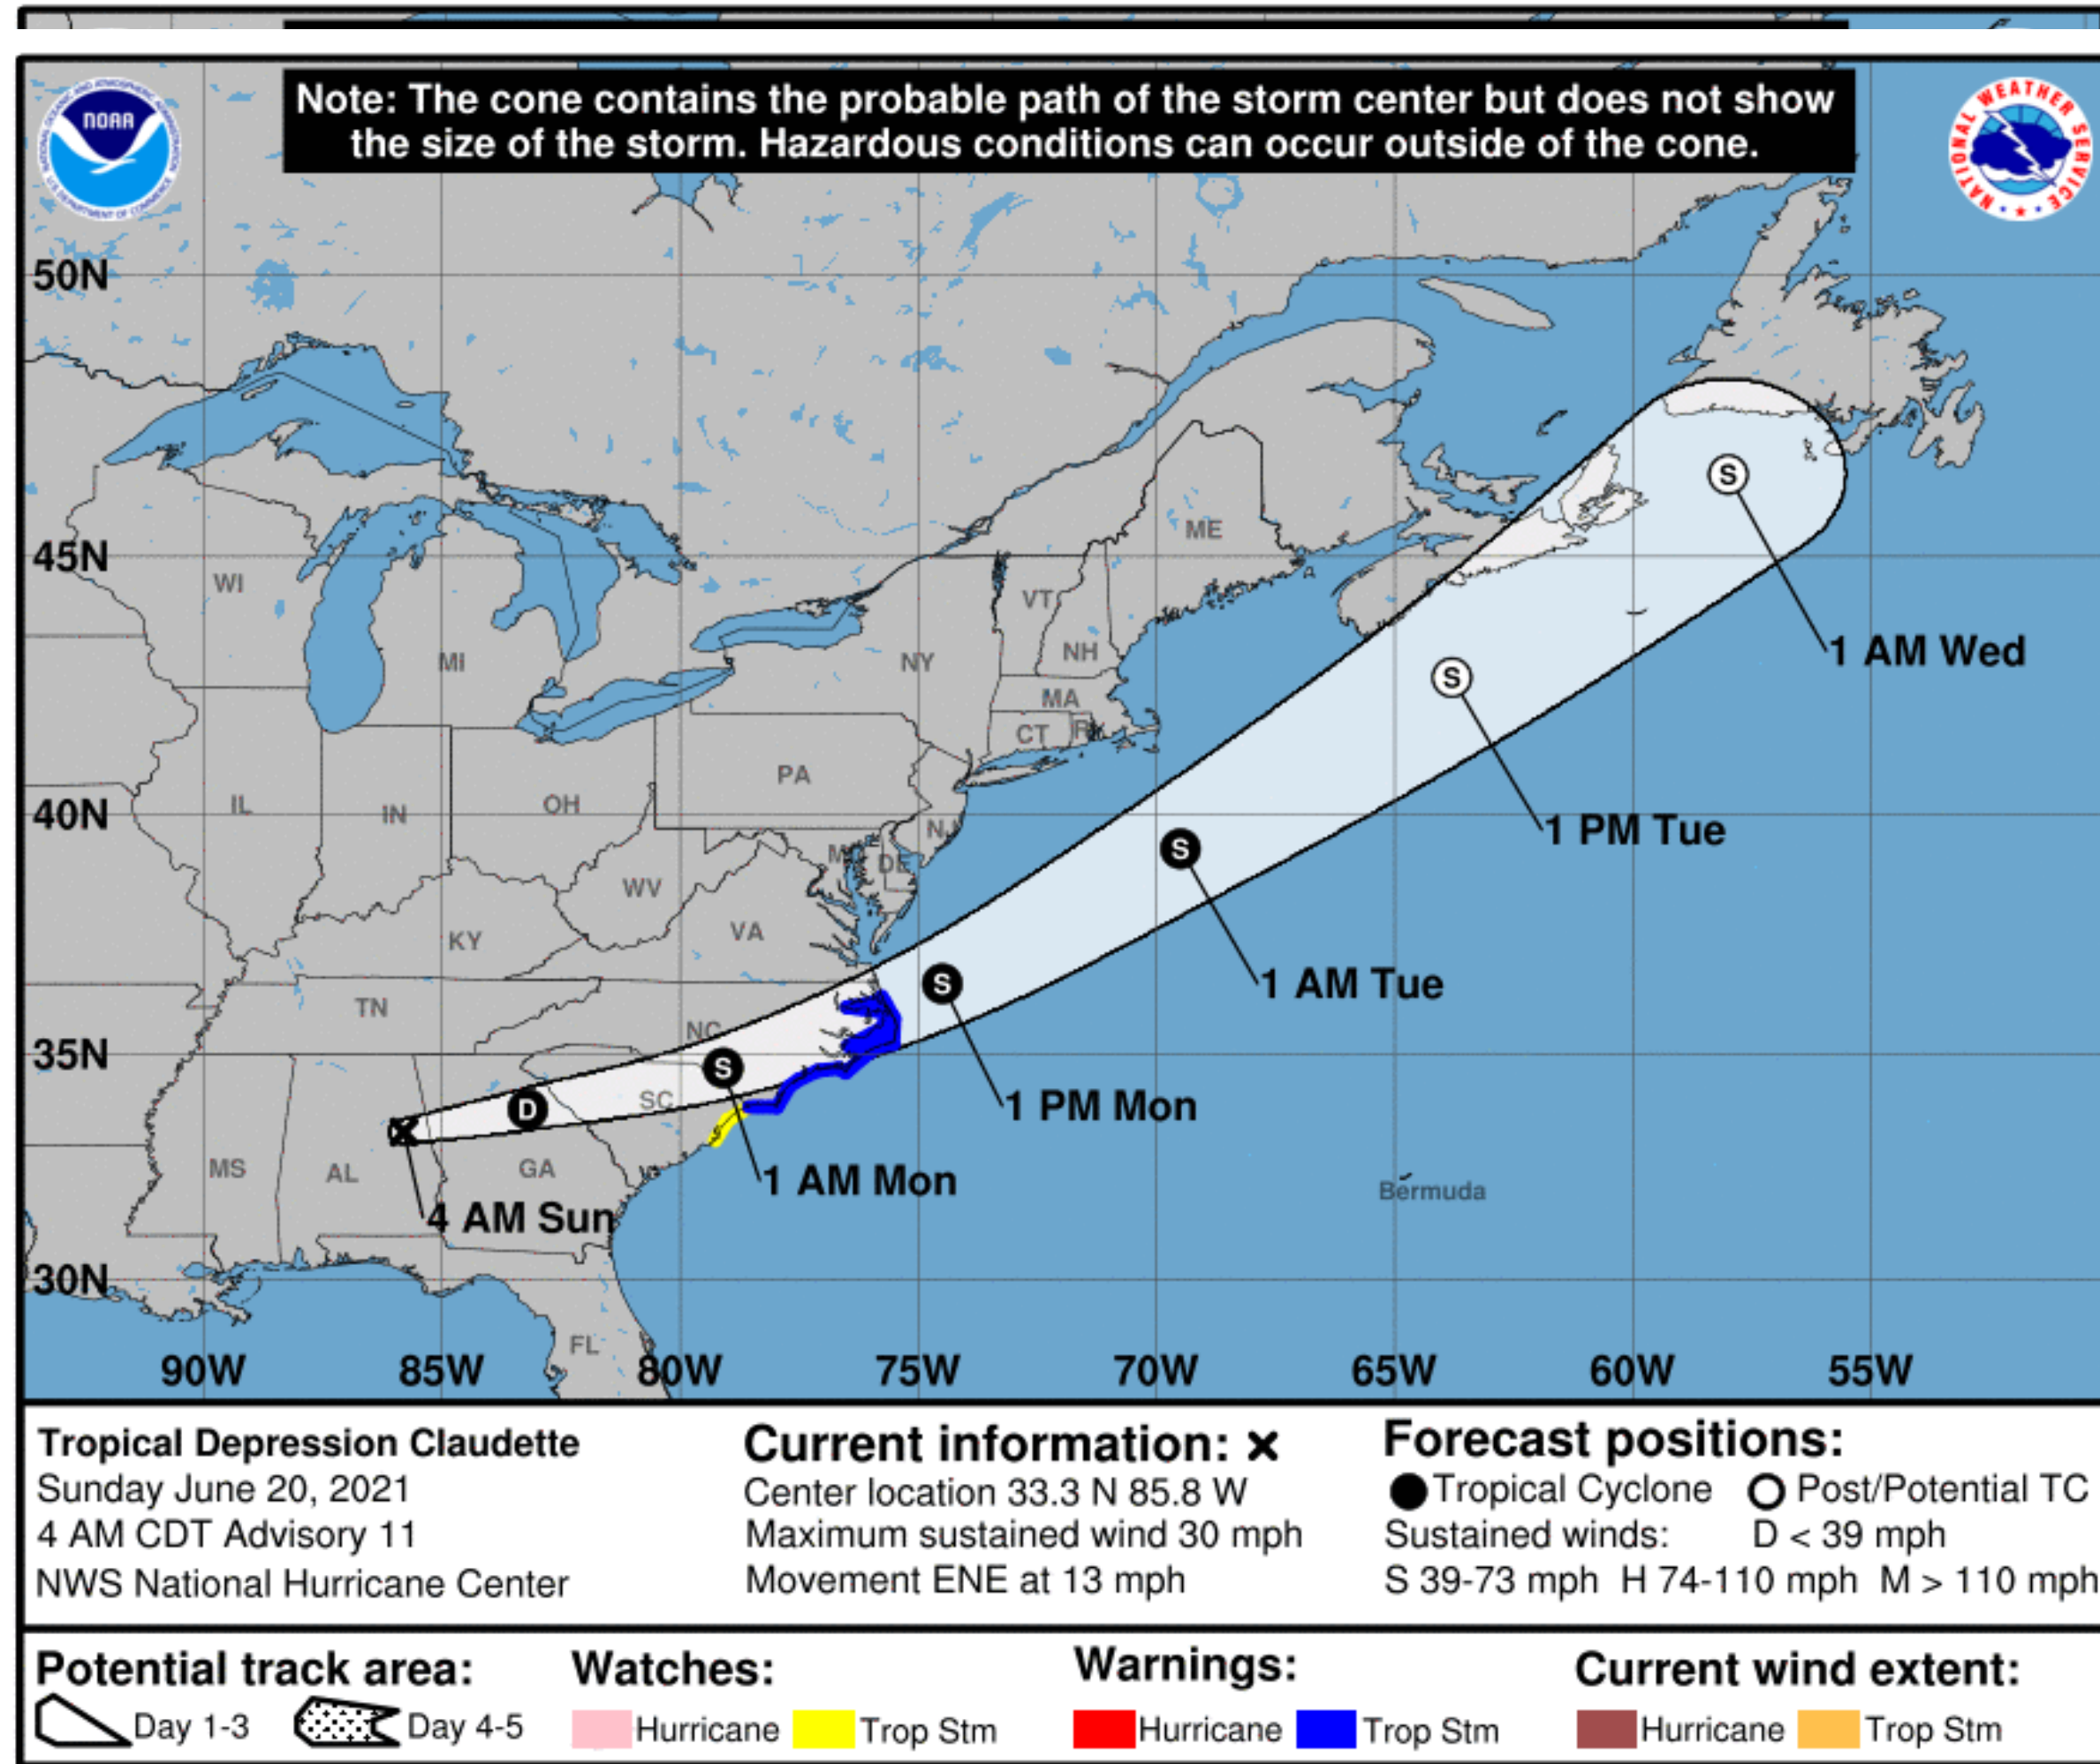 Note: The cone contains the probable path of the storm center but does not show
the size of the storm. Hazardous conditions can occur outside of the cone.
NOAA
NATIONAL WEATHER SERVICE
50N
45N
40N
35N
30N
90W 85W 80W 75W 70W 65W 60W 55W
WI
MI
IL
IN
OH
KY
TN
MS
AL
GA
FL
SC
NC
VA
WV
PA
NY
VT
NH
ME
MA
CT
NJ
DE
Bermuda
S
1 AM Wed
S
1 PM Tue
S
1 AM Tue
S
1 PM Mon
S
1 AM Mon
D
4 AM Sun
Tropical Depression Claudette
Sunday June 20, 2021
4 AM CDT Advisory 11
NWS National Hurricane Center
Current information: x
Center location 33.3 N 85.8 W
Maximum sustained wind 30 mph
Movement ENE at 13 mph
Forecast positions:
Tropical Cyclone Post/Potential TC
Sustained winds: D < 39 mph
S 39-73 mph H 74-110 mph M > 110 mph
Potential track area:
Day 1-3 Day 4-5
Watches:
Hurricane Trop Stm
Warnings:
Hurricane Trop Stm
Current wind extent:
Hurricane Trop Stm